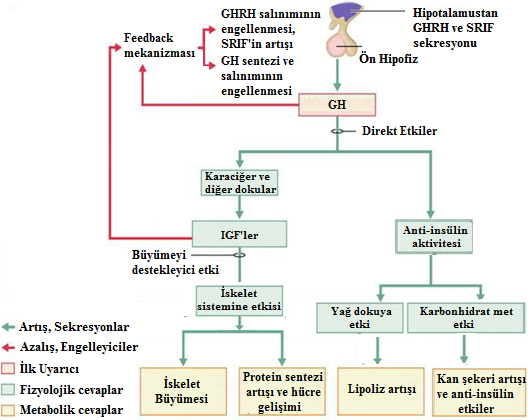 Feedback
mekanizması
GHRH salınımının
engellenmesi,
SRIF'in artışı
GH sentezi ve
salınımının
engellenmesi
Hipotalamustan
GHRH ve SRIF
sekresyonu
Ön Hipofiz
GH
Direkt Etkiler
Karaciğer ve
diğer dokular
IGF'ler
Anti-insülin
aktivitesi
Büyümeyi
destekleyici etki
İskelet
sistemine etkisi
Yağ dokuya
etki
Karbonhidrat met
etki
İskelet
Büyümesi
Protein sentezi
artışı ve hücre
gelişimi
Lipoliz artışı
Kan şekeri artışı
ve anti-insülin
etkiler
Artış, Sekresyonlar
Azalış, Engelleyiciler
İlk Uyarıcı
Fizyolojik cevaplar
Metabolik cevaplar